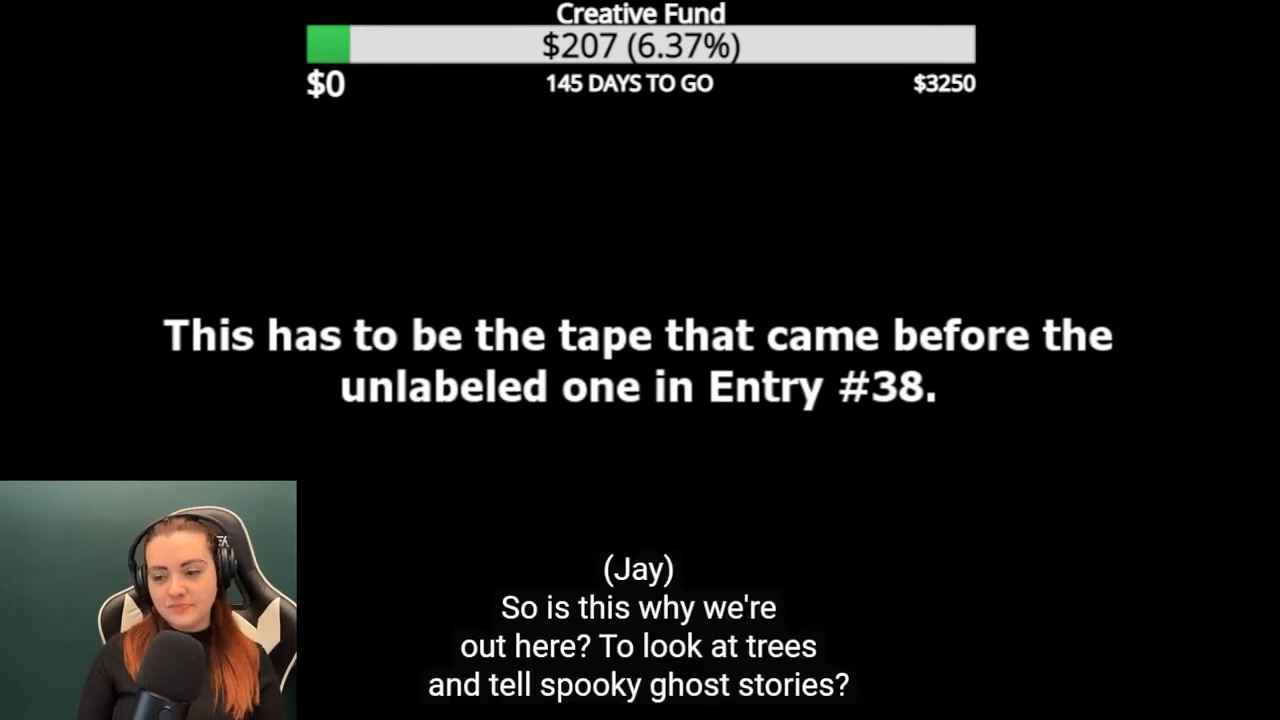 Creative Fund
$207 (6.37%)
$0 145 DAYS TO GO $3250
This has to be the tape that came before the
unlabeled one in Entry #38.
(Jay)
So is this why we're
out here? To look at trees
and tell spooky ghost stories?